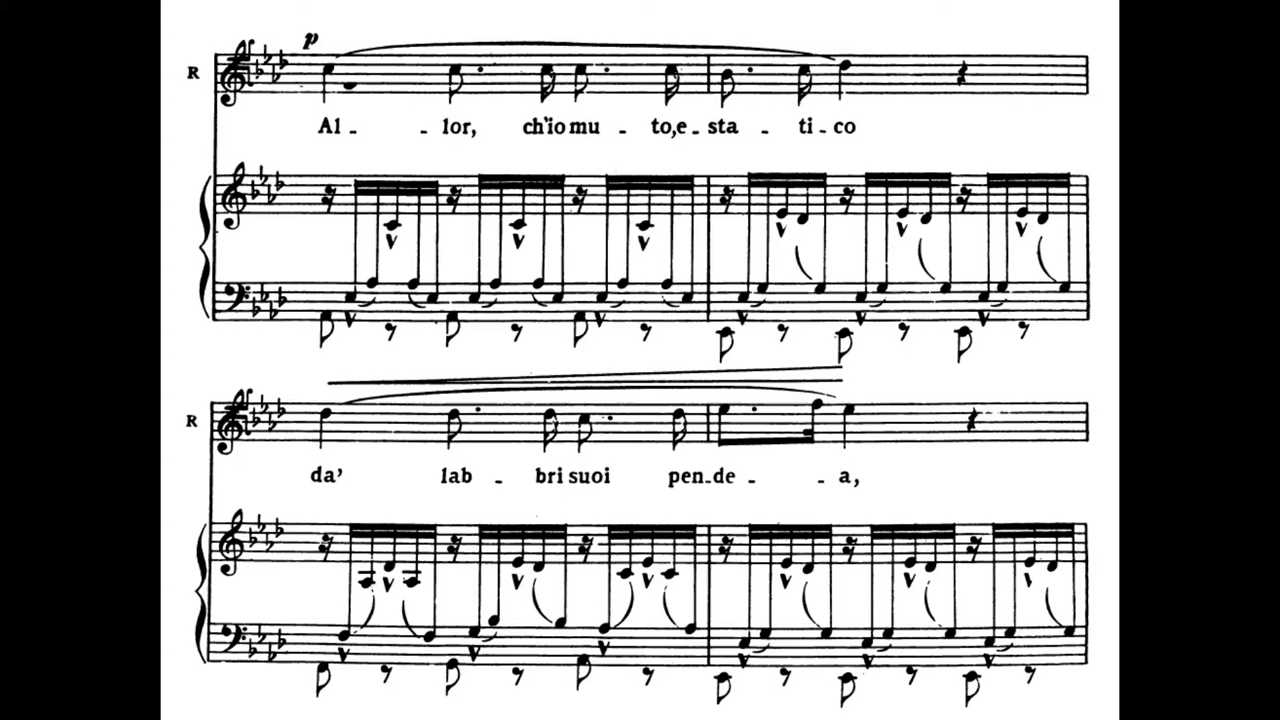 p
R
Al - - lor, ch'io mu - to, e - sta - ti - co
R
da' lab - bri suoi pen - de - - a,